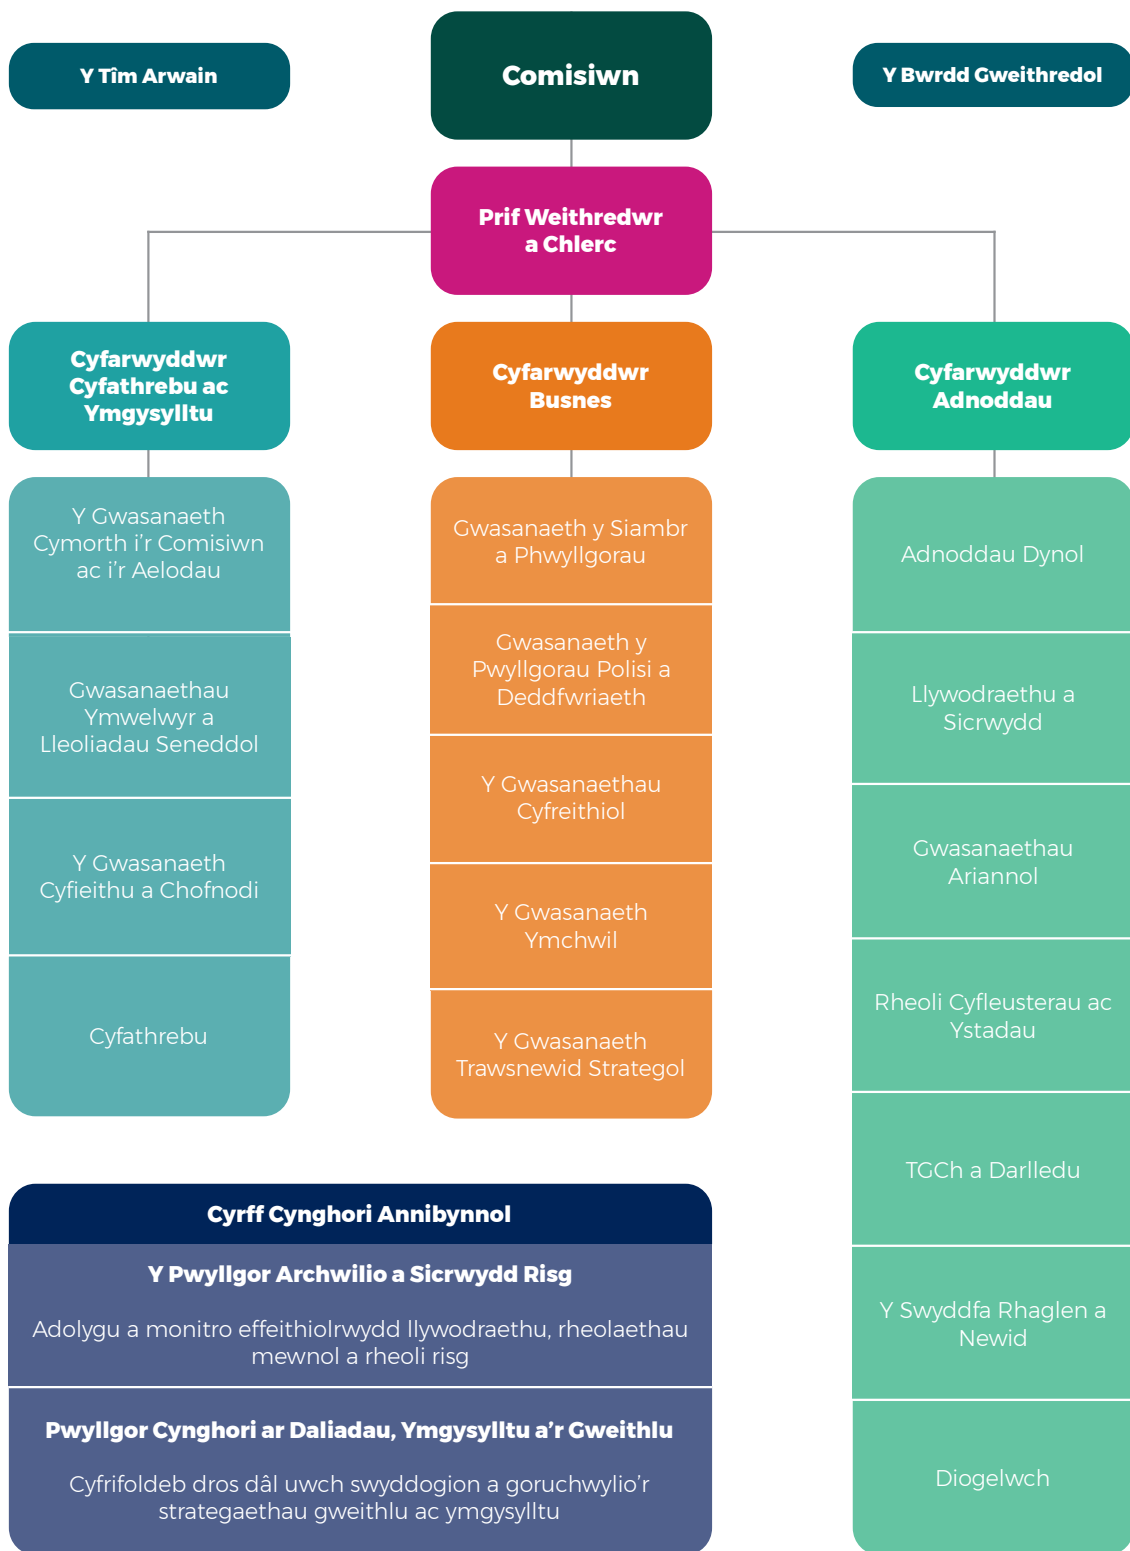 Y Tîm Arwain
Comisiwn
Y Bwrdd Gweithredol
Prif Weithredwr
a Chlerc
Cyfarwyddwr
Cyfathrebu ac
Ymgysylltu
Y Gwasanaeth
Cymorth i’r Comisiwn
ac i’r Aelodau
Gwasanaethau
Ymwelwyr a
Lleoliadau Seneddol
Y Gwasanaeth
Cyfieithu a Chofnodi
Cyfathrebu
Cyfarwyddwr
Busnes
Gwasanaeth y Siambr
a Phwyllgorau
Gwasanaeth y
Pwyllgorau Polisi a
Deddfwriaeth
Y Gwasanaethau
Cyfreithiol
Y Gwasanaeth
Ymchwil
Y Gwasanaeth
Trawsnewid Strategol
Cyfarwyddwr
Adnoddau
Adnoddau Dynol
Llywodraethu a
Sicrwydd
Gwasanaethau
Ariannol
Rheoli Cyfleusterau ac
Ystadau
TGCh a Darlledu
Y Swyddfa Rhaglen a
Newid
Diogelwch
Cyrff Cynghori Annibynnol
Y Pwyllgor Archwilio a Sicrwydd Risg
Adolygu a monitro effeithiolrwydd llywodraethu, rheolaethau
mewnol a rheoli risg
Pwyllgor Cynghori ar Daliadau, Ymgysylltu a’r Gweithlu
Cyfrifoldeb dros dâl uwch swyddogion a goruchwylio’r
strategaethau gweithlu ac ymgysylltu